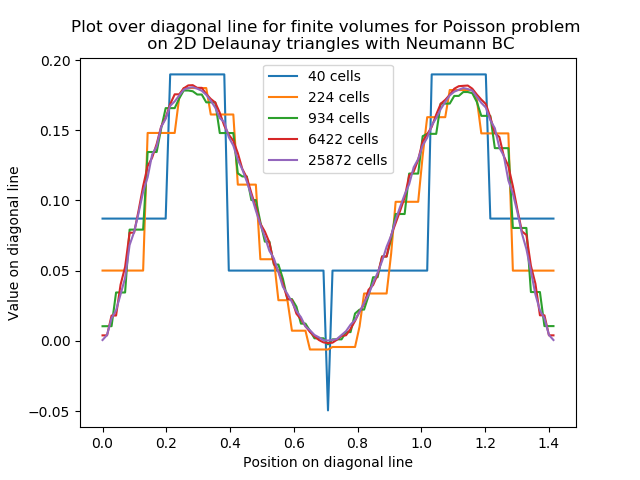 Plot over diagonal line for finite volumes for Poisson problem
on 2D Delaunay triangles with Neumann BC
0.20
0.15
0.10
0.05
0.00
−0.05
Value on diagonal line
40 cells
224 cells
934 cells
6422 cells
25872 cells
0.0 0.2 0.4 0.6 0.8 1.0 1.2 1.4
Position on diagonal line